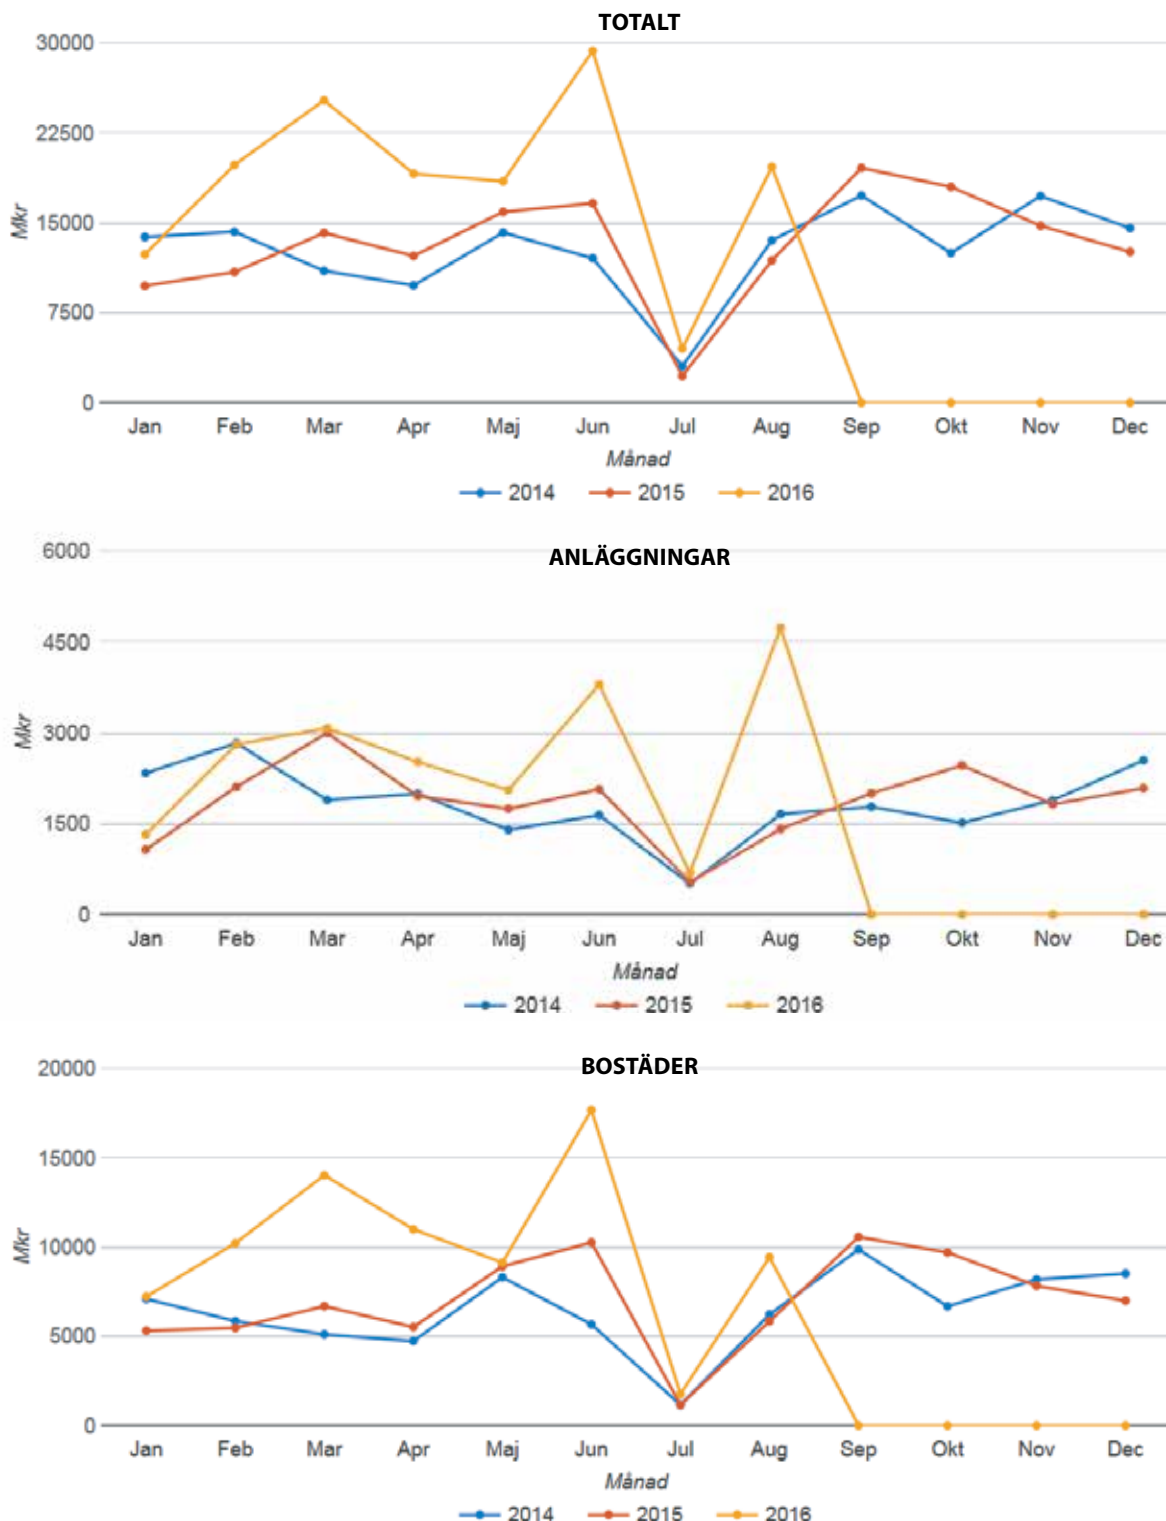 TOTALT
30000
22500
15000
7500
0
Mkr
Jan Feb Mar Apr Maj Jun Jul Aug Sep Okt Nov Dec
Månad
2014 2015 2016
ANLÄGGNINGAR
6000
4500
3000
1500
0
Mkr
Jan Feb Mar Apr Maj Jun Jul Aug Sep Okt Nov Dec
Månad
2014 2015 2016
BOSTÄDER
20000
15000
10000
5000
0
Mkr
Jan Feb Mar Apr Maj Jun Jul Aug Sep Okt Nov Dec
Månad
2014 2015 2016